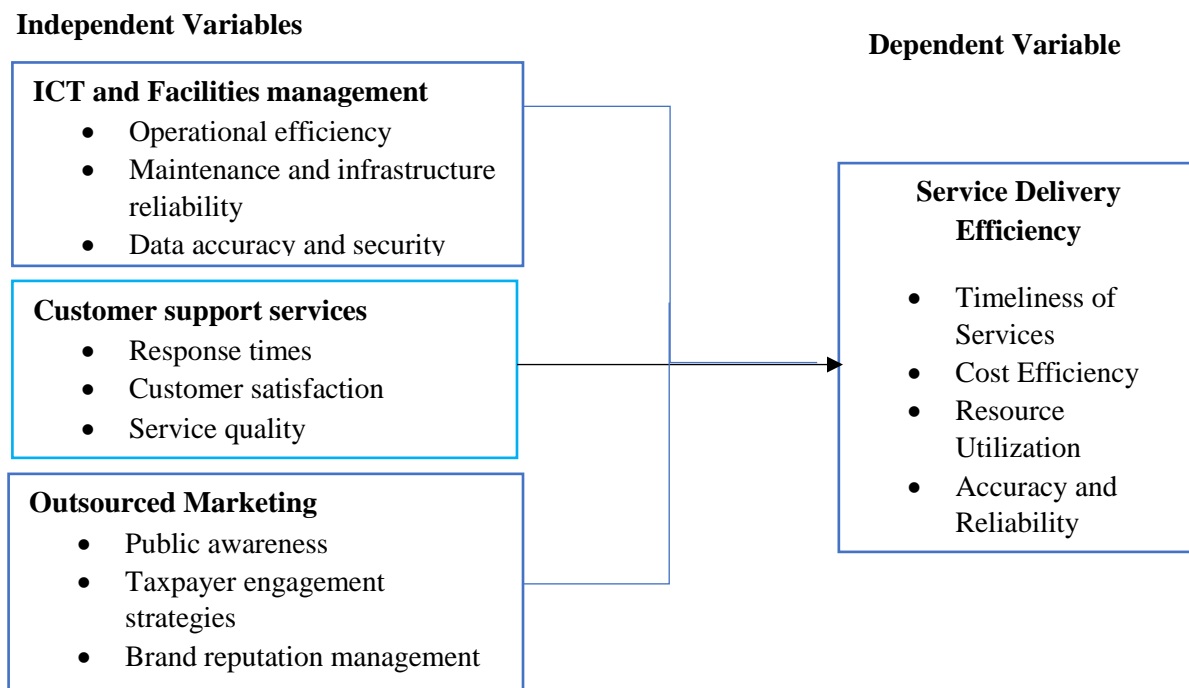 Independent Variables
ICT and Facilities management
• Operational efficiency
• Maintenance and infrastructure
reliability
• Data accuracy and security
Customer support services
• Response times
• Customer satisfaction
• Service quality
Outsourced Marketing
• Public awareness
• Taxpayer engagement
strategies
• Brand reputation management
Dependent Variable
Service Delivery
Efficiency
• Timeliness of
Services
• Cost Efficiency
• Resource
Utilization
• Accuracy and
Reliability